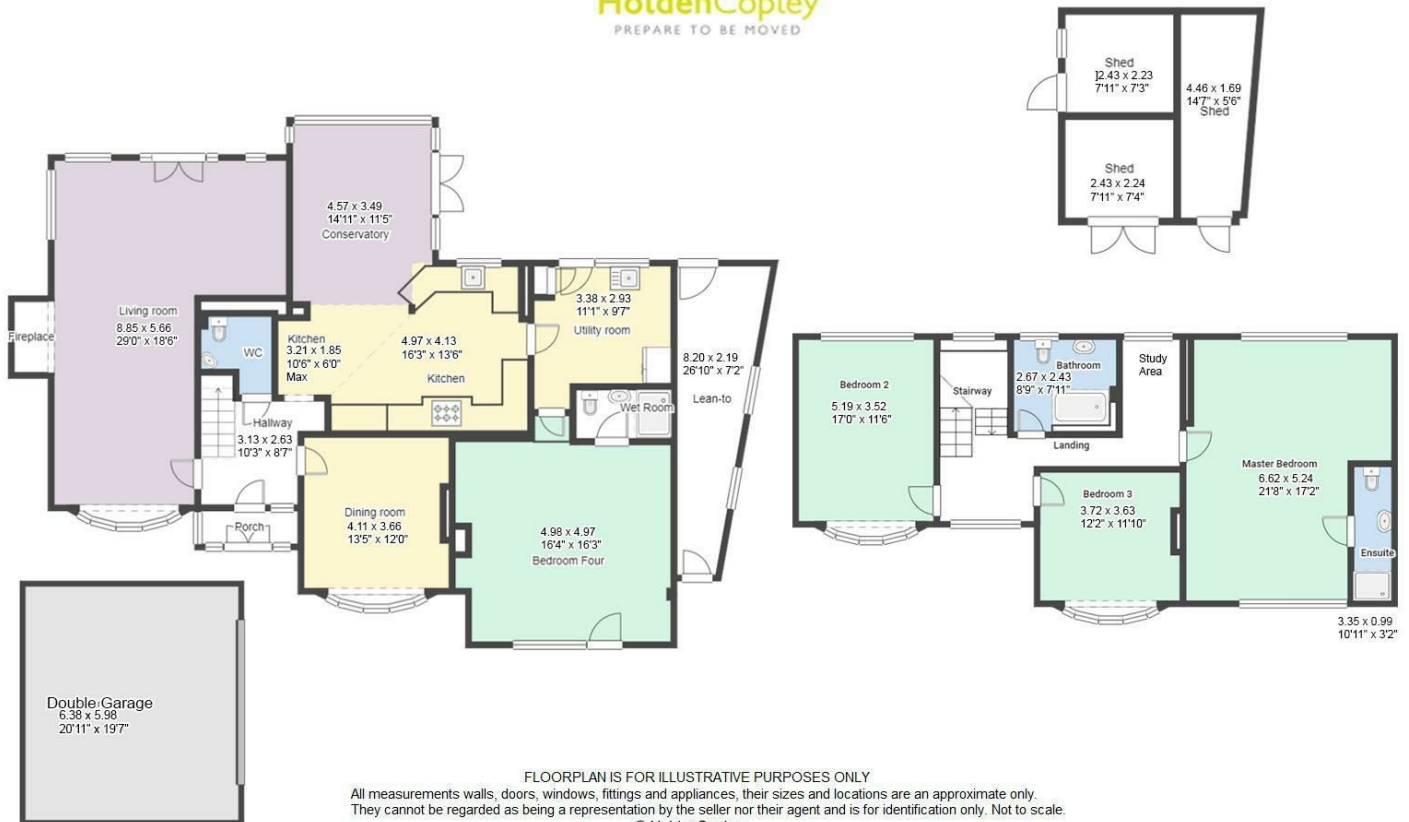 HoldenCopley
PREPARE TO BE MOVED
Shed
2.43 x 2.23
7'11" x 7'3"
4.46 x 1.69
14'7" x 5'6"
Shed
Shed
2.43 x 2.24
7'11" x 7'4"
4.57 x 3.49
14'11" x 11'5"
Conservatory
Living room
8.85 x 5.66
29'0" x 18'6"
Fireplace
WC
Kitchen
3.21 x 1.85
10'6" x 6'0"
Max
4.97 x 4.13
16'3" x 13'6"
Kitchen
3.38 x 2.93
11'1" x 9'7"
Utility room
8.20 x 2.19
26'10" x 7'2"
Lean-to
Wet Room
Hallway
3.13 x 2.63
10'3" x 8'7"
Porch
Dining room
4.11 x 3.66
13'5" x 12'0"
4.98 x 4.97
16'4" x 16'3"
Bedroom Four
Bedroom 2
5.19 x 3.52
17'0" x 11'6"
Stairway
Bathroom
2.67 x 2.43
8'9" x 7'11"
Study
Area
Landing
Master Bedroom
6.62 x 5.24
21'8" x 17'2"
Bedroom 3
3.72 x 3.63
12'2" x 11'10"
Ensuite
3.35 x 0.99
10'11" x 3'2"
Double Garage
6.38 x 5.98
20'11" x 19'7"
FLOORPLAN IS FOR ILLUSTRATIVE PURPOSES ONLY
All measurements walls, doors, windows, fittings and appliances, their sizes and locations are an approximate only.
They cannot be regarded as being a representation by the seller nor their agent and is for identification only. Not to scale.